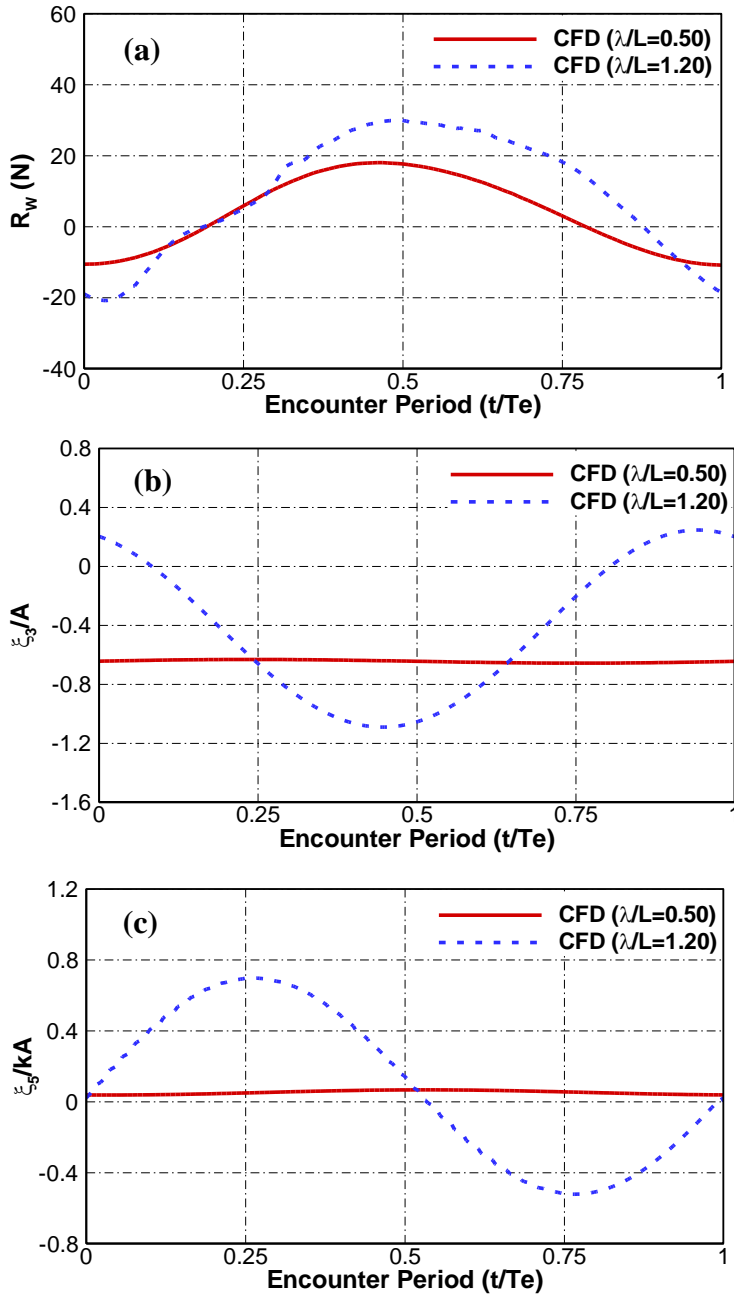 60
(a)
CFD (λ/L=0.50)
CFD (λ/L=1.20)
40
20
0
-20
-40
R_W (N)
0 0.25 0.5 0.75 1
Encounter Period (t/Te)
0.8
(b)
CFD (λ/L=0.50)
CFD (λ/L=1.20)
0.4
0
-0.4
-0.8
-1.2
-1.6
ξ_3/A
0 0.25 0.5 0.75 1
Encounter Period (t/Te)
1.2
(c)
CFD (λ/L=0.50)
CFD (λ/L=1.20)
0.8
0.4
0
-0.4
-0.8
ξ_5/kA
0 0.25 0.5 0.75 1
Encounter Period (t/Te)